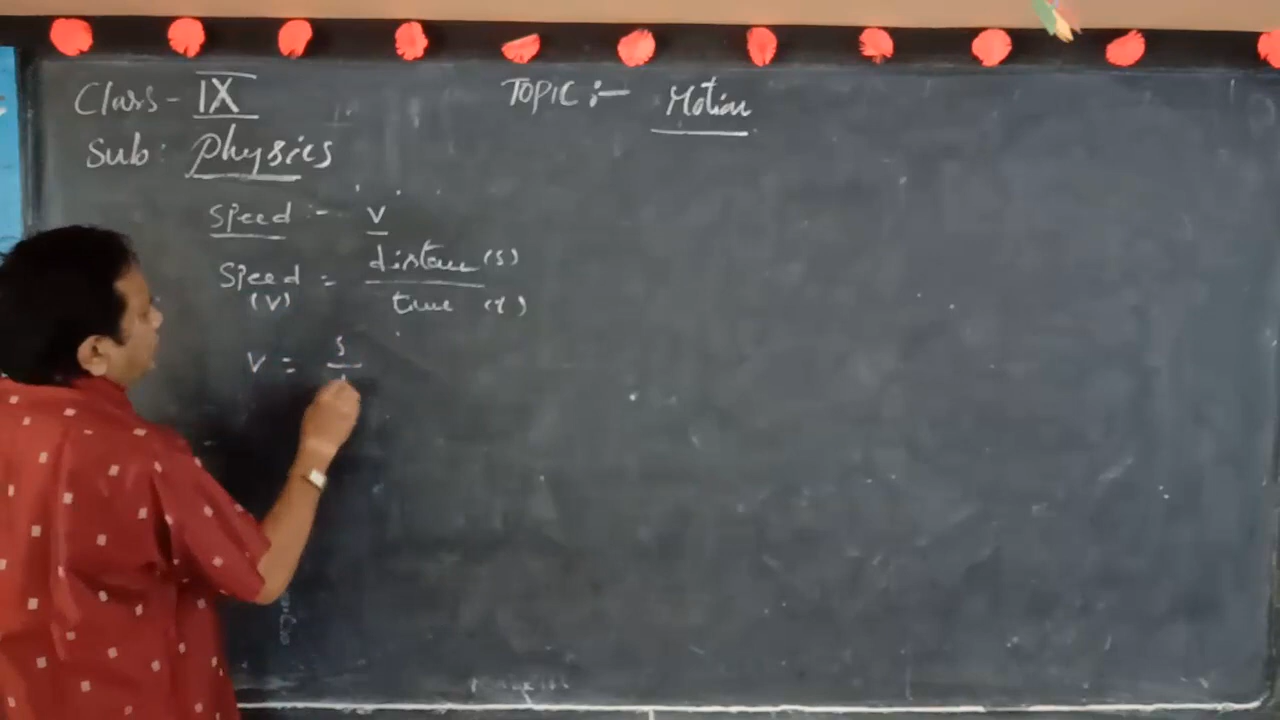 Class - IX
TOPIC :- Motion
Sub : physics
Speed :- v
Speed (v) = distance (s) / time (t)
v = s